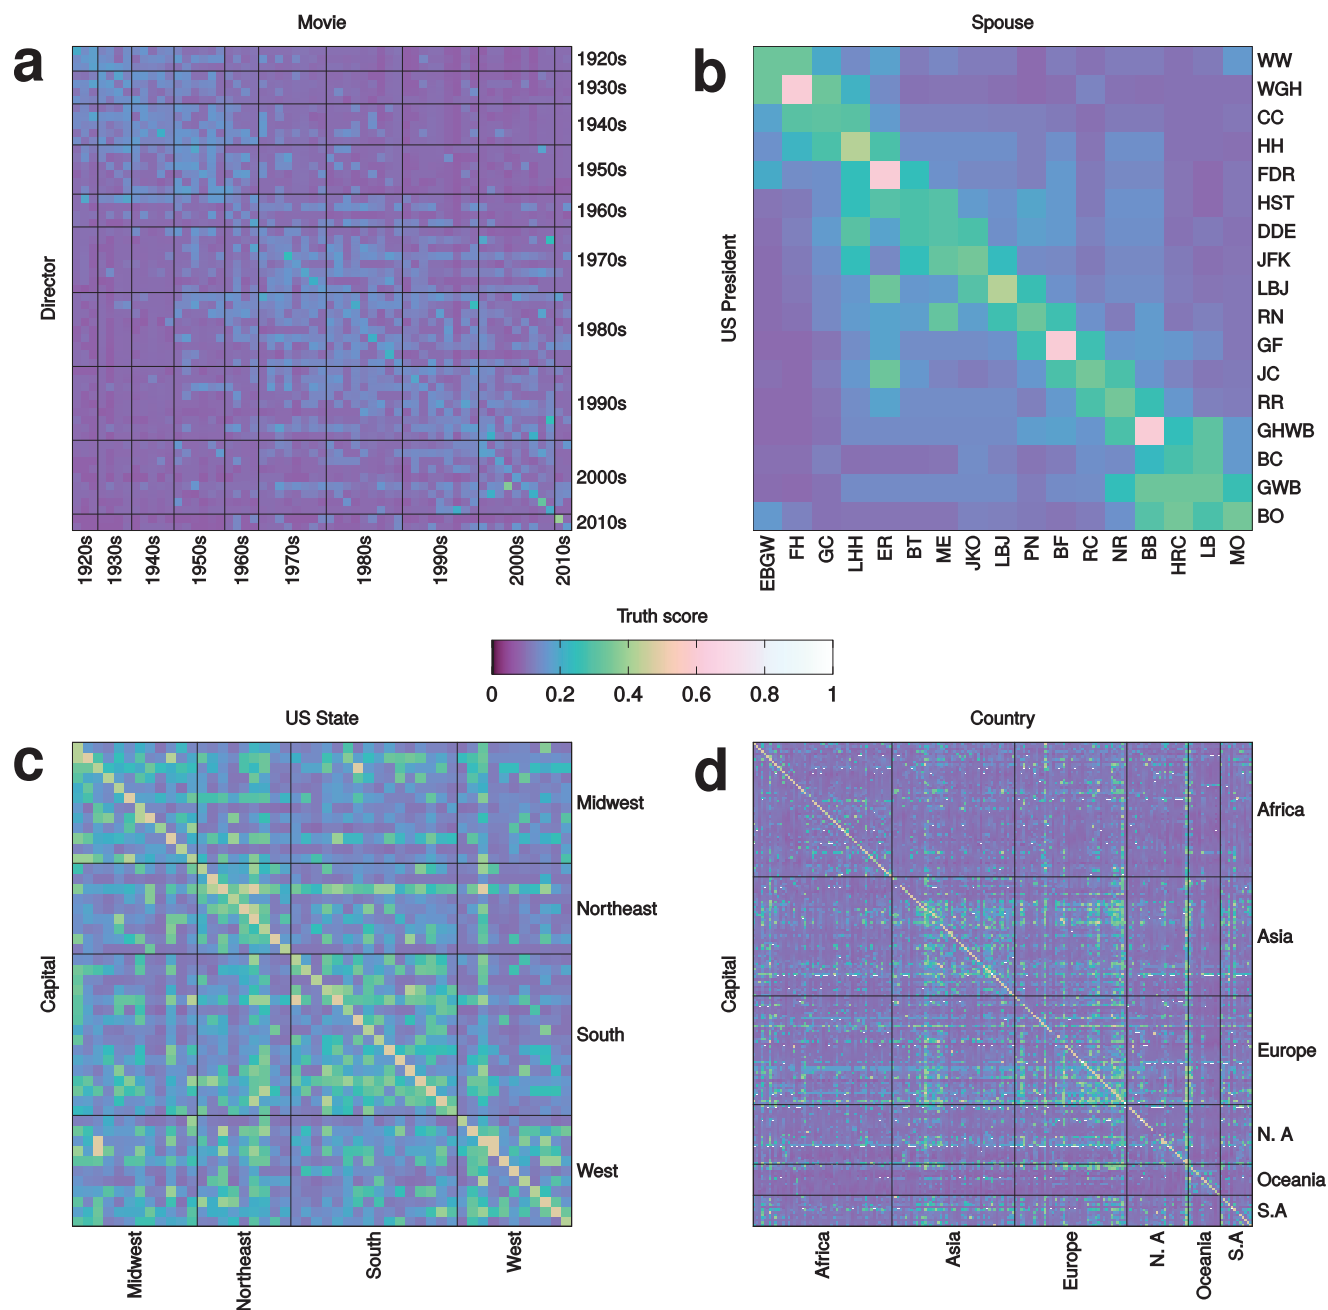 Movie
a
1920s
1930s
1940s
1950s
1960s
1970s
1980s
1990s
2000s
2010s
Director
1920s
1930s
1940s
1950s
1960s
1970s
1980s
1990s
2000s
2010s
Spouse
b
WW
WGH
CC
HH
FDR
HST
DDE
JFK
LBJ
RN
GF
JC
RR
GHWB
BC
GWB
BO
US President
EBGW
FH
GC
LHH
ER
BT
ME
JKO
LBJ
PN
BF
RC
NR
BB
HRC
LB
MO
Truth score
0 0.2 0.4 0.6 0.8 1
US State
c
Midwest
Northeast
South
West
Capital
Midwest
Northeast
South
West
Country
d
Africa
Asia
Europe
N. A
Oceania
S.A
Capital
Africa
Asia
Europe
N. A
Oceania
S.A